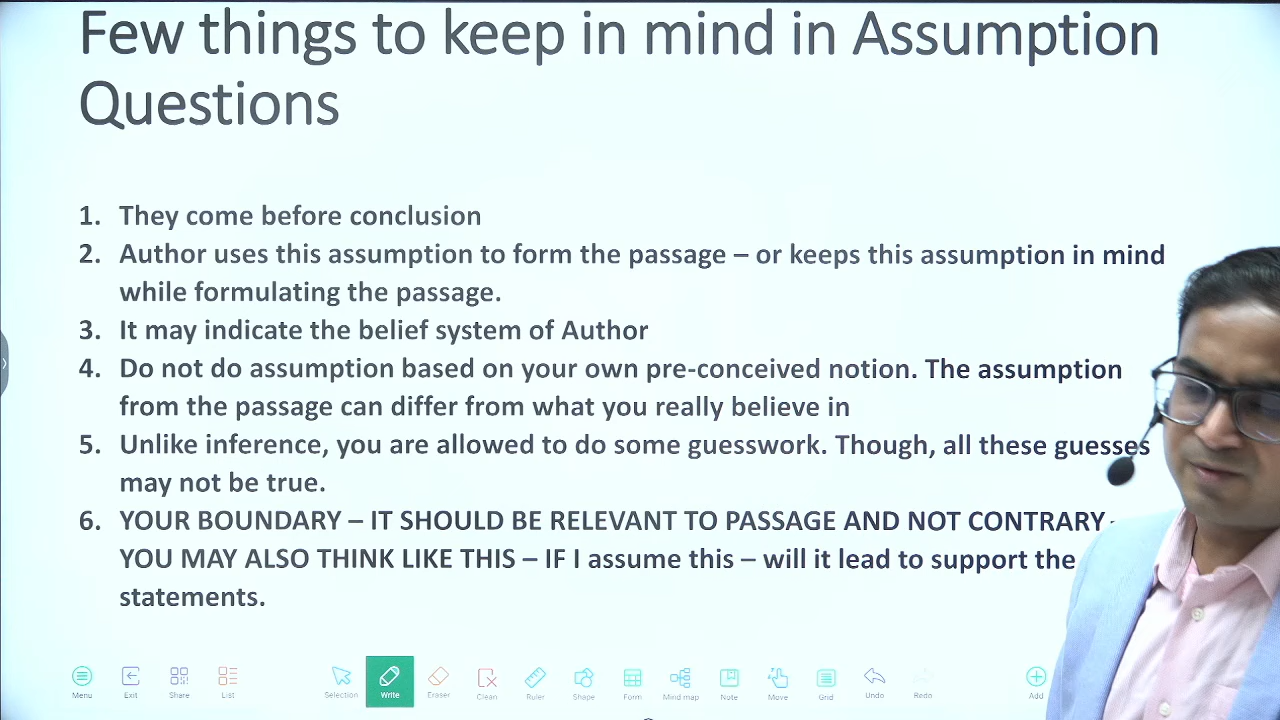 Few things to keep in mind in Assumption
Questions
1. They come before conclusion
2. Author uses this assumption to form the passage – or keeps this assumption in mind
while formulating the passage.
3. It may indicate the belief system of Author
4. Do not do assumption based on your own pre-conceived notion. The assumption
from the passage can differ from what you really believe in
5. Unlike inference, you are allowed to do some guesswork. Though, all these guesses
may not be true.
6. YOUR BOUNDARY – IT SHOULD BE RELEVANT TO PASSAGE AND NOT CONTRARY-
YOU MAY ALSO THINK LIKE THIS – IF I assume this – will it lead to support the
statements.
Menu Exit Share List Selection Write Eraser Clean Ruler Shape Form Mind map Note Move Grid Undo Redo Add